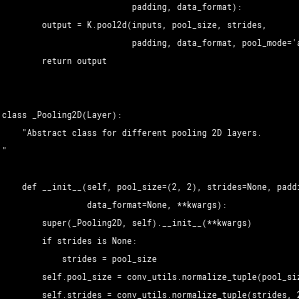 padding, data_format):
output = K.pool2d(inputs, pool_size, strides,
padding, data_format, pool_mode='a
return output
class _Pooling2D(Layer):
"Abstract class for different pooling 2D layers.
"
def __init__(self, pool_size=(2, 2), strides=None, paddi
data_format=None, **kwargs):
super(_Pooling2D, self).__init__(**kwargs)
if strides is None:
strides = pool_size
self.pool_size = conv_utils.normalize_tuple(pool_siz
self.strides = conv_utils.normalize_tuple(strides, 2